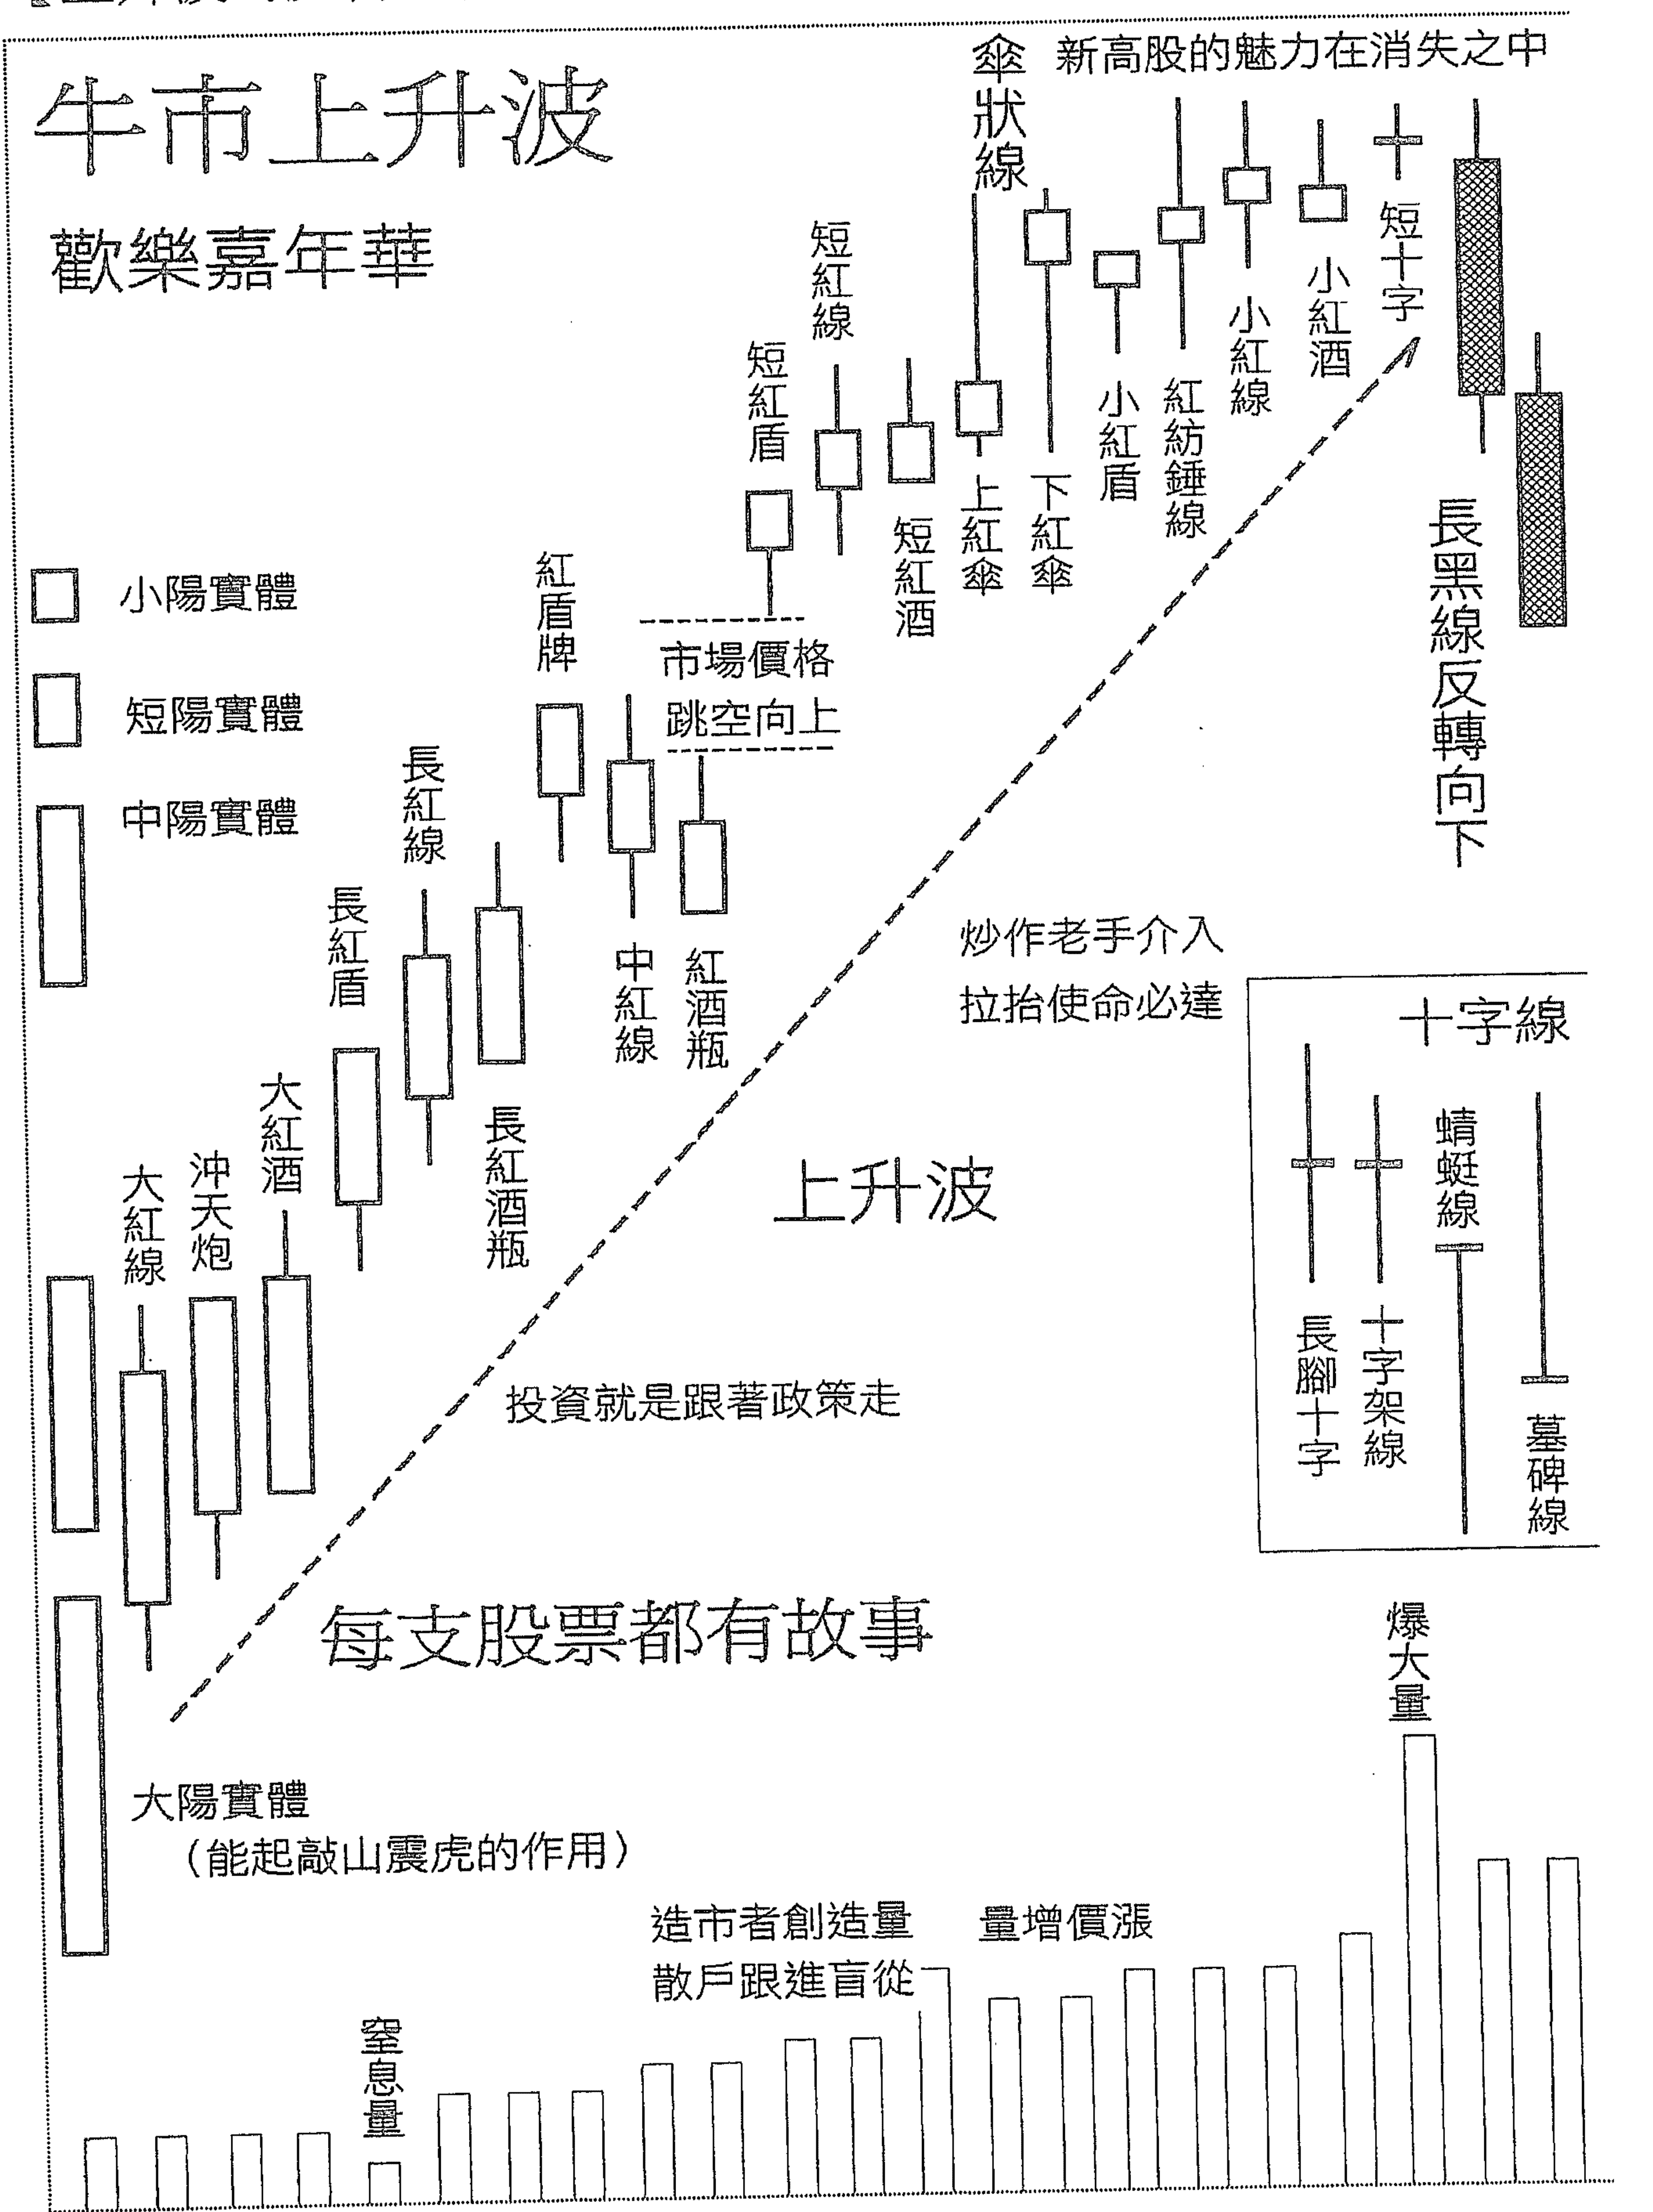 牛市上升波
歡樂嘉年華
傘狀線
新高股的魅力在消失之中
短紅盾
短紅線
短紅酒
上紅傘
下紅傘
小紅盾
紅紡錘線
小紅線
小紅酒
短十字
長黑線反轉向下
小陽實體
短陽實體
中陽實體
紅盾牌
市場價格
跳空向上
長紅盾
長紅線
長紅酒瓶
中紅線
紅酒瓶
炒作老手介入
拉抬使命必達
大紅線
沖天炮
大紅酒
上升波
十字線
長腳十字
十字架線
蜻蜓線
墓碑線
投資就是跟著政策走
每支股票都有故事
大陽實體
(能起敲山震虎的作用)
爆大量
造市者創造量
散戶跟進盲從
量增價漲
窒息量